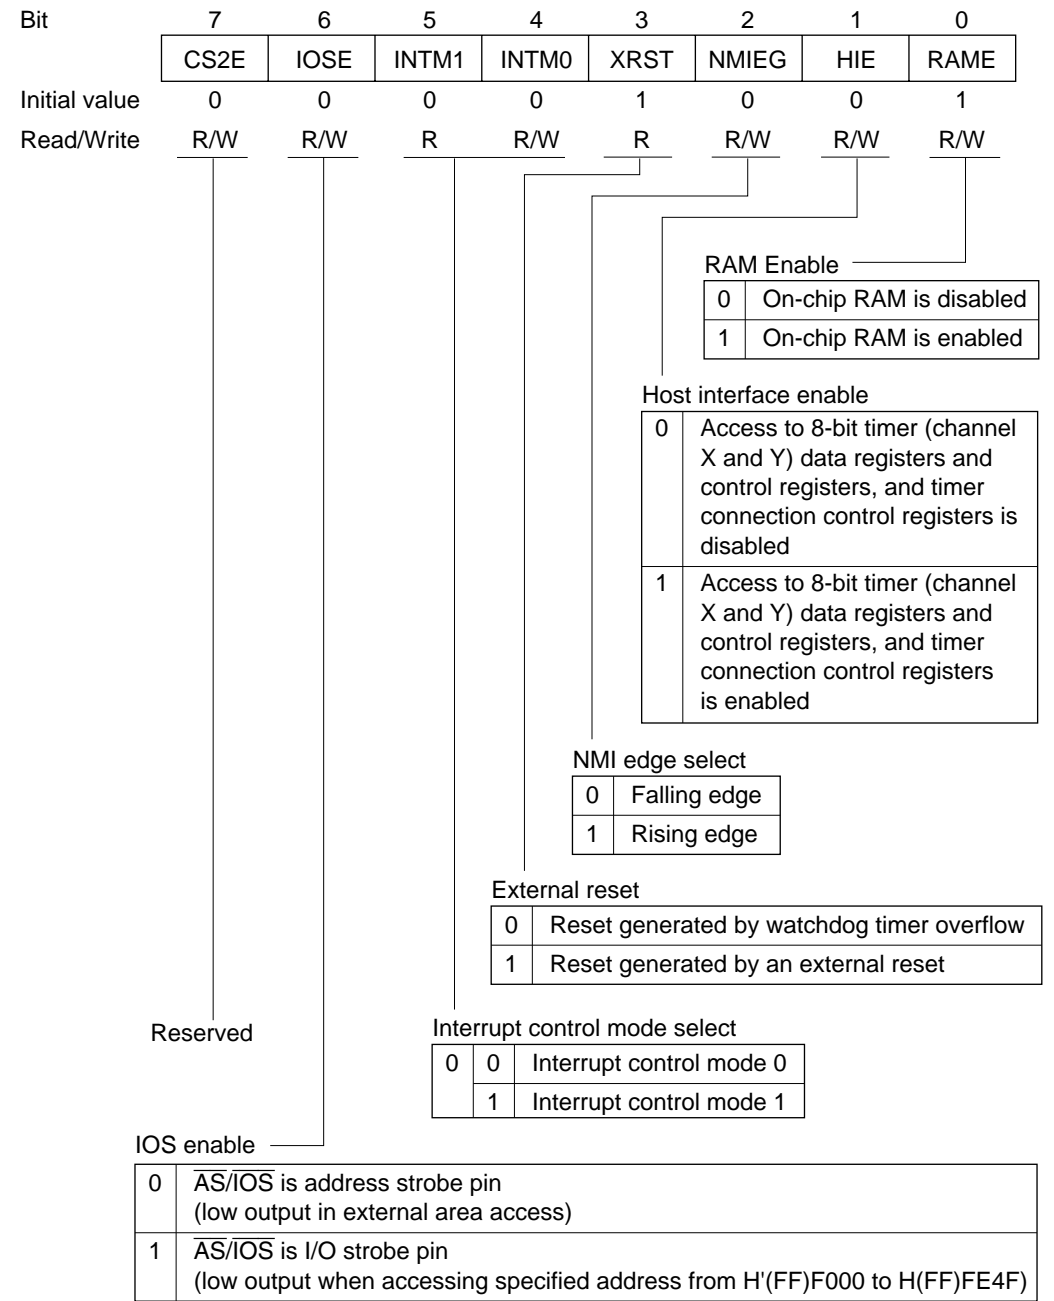 Bit 7 6 5 4 3 2 1 0
CS2E IOSE INTM1 INTM0 XRST NMIEG HIE RAME
Initial value 0 0 0 0 1 0 0 1
Read/Write R/W R/W R R/W R R/W R/W R/W
RAM Enable
0 On-chip RAM is disabled
1 On-chip RAM is enabled
Host interface enable
0 Access to 8-bit timer (channel
X and Y) data registers and
control registers, and timer
connection control registers is
disabled
1 Access to 8-bit timer (channel
X and Y) data registers and
control registers, and timer
connection control registers
is enabled
NMI edge select
0 Falling edge
1 Rising edge
External reset
0 Reset generated by watchdog timer overflow
1 Reset generated by an external reset
Reserved
Interrupt control mode select
0 0 Interrupt control mode 0
1 Interrupt control mode 1
IOS enable
0 A̅S̅/I̅O̅S̅ is address strobe pin
(low output in external area access)
1 A̅S̅/I̅O̅S̅ is I/O strobe pin
(low output when accessing specified address from H'(FF)F000 to H(FF)FE4F)